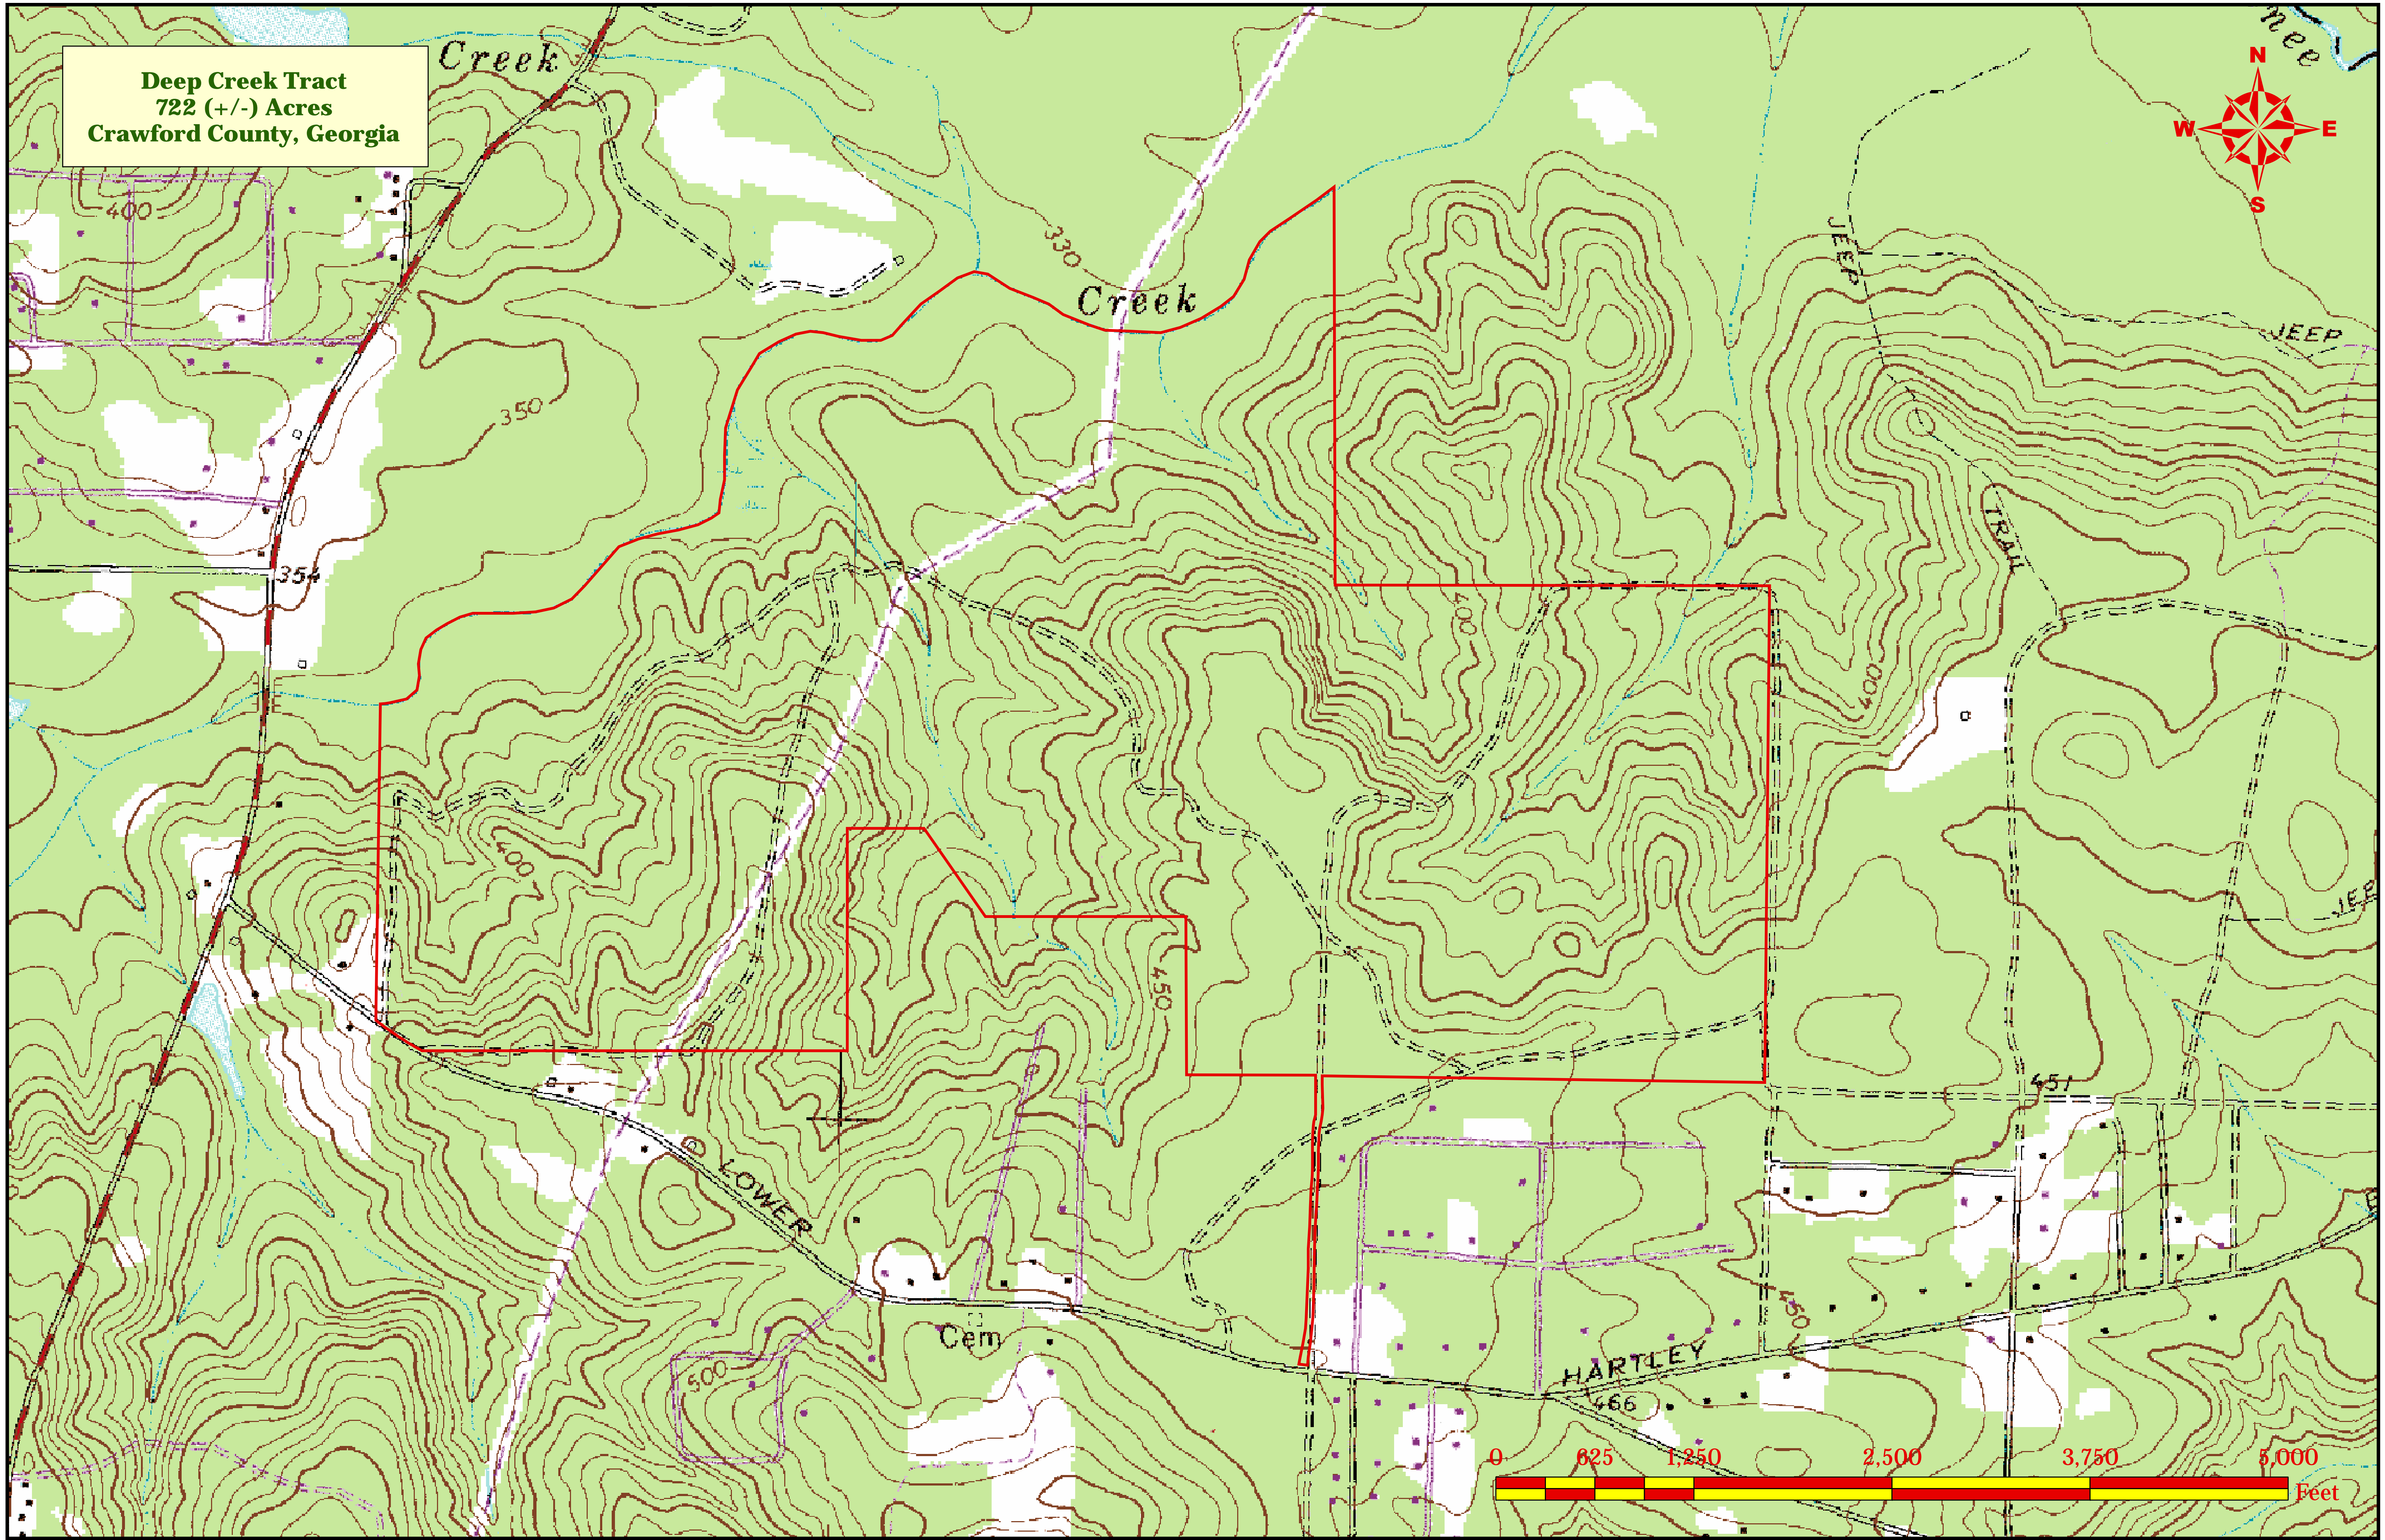 Deep Creek Tract
722 (+/-) Acres
Crawford County, Georgia
Creek
nee
N
W
E
S
400
330
JEEP
Creek
JEEP
350
TRAIL
354
400
400
400
450
451
LOWER
450
Cem
HARTLEY
500
466
0 625 1,250 2,500 3,750 5,000
Feet